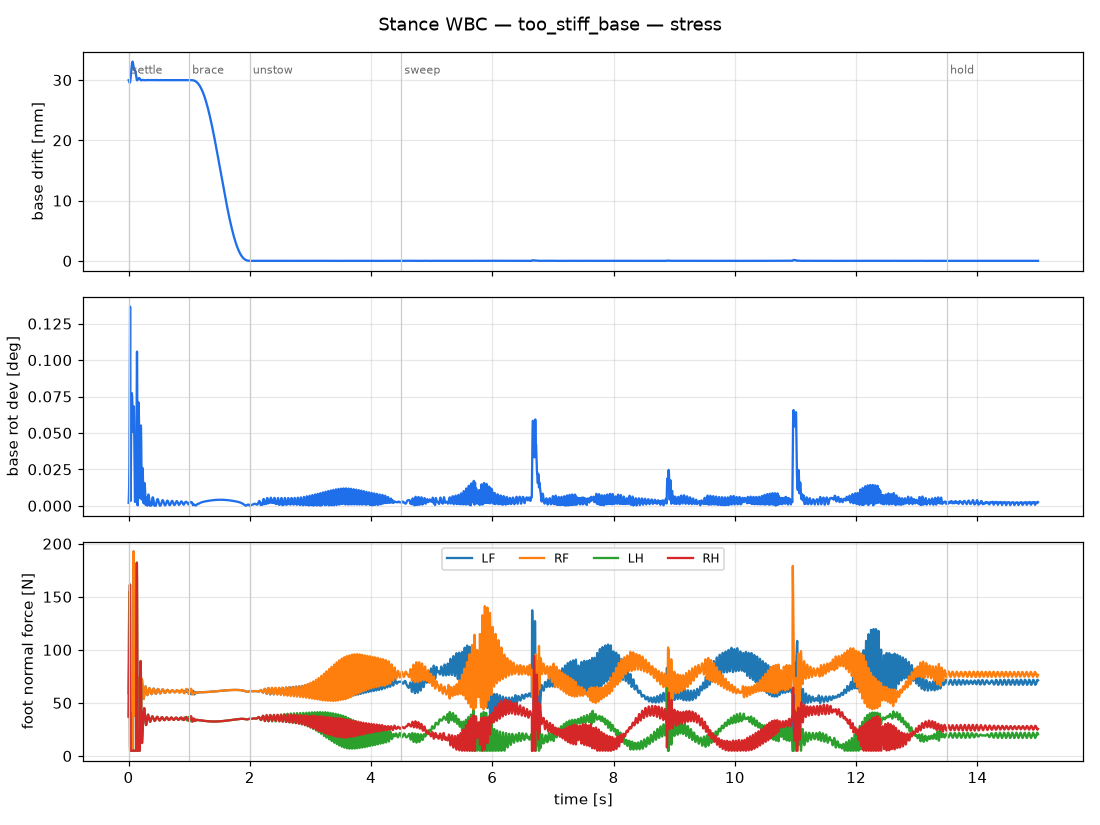 Stance WBC — too_stiff_base — stress
settle brace unstow sweep hold
base drift [mm]
30
20
10
0
base rot dev [deg]
0.125
0.100
0.075
0.050
0.025
0.000
LF RF LH RH
foot normal force [N]
200
150
100
50
0
0 2 4 6 8 10 12 14
time [s]